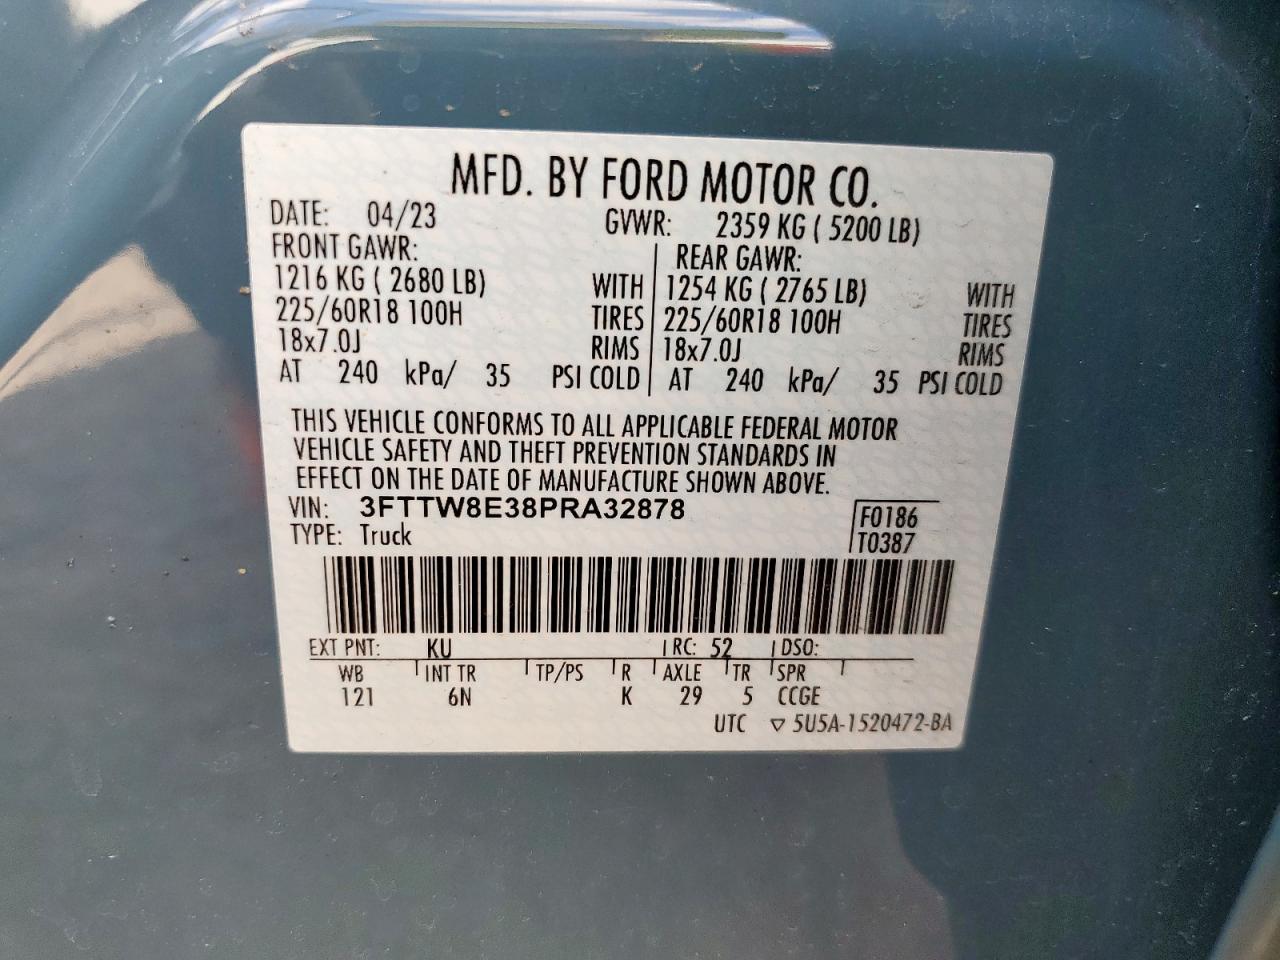 MFD. BY FORD MOTOR CO.
DATE: 04/23 GVWR: 2359 KG ( 5200 LB)
FRONT GAWR: REAR GAWR:
1216 KG ( 2680 LB) WITH 1254 KG ( 2765 LB) WITH
225/60R18 100H TIRES 225/60R18 100H TIRES
18x7.0J RIMS 18x7.0J RIMS
AT 240 kPa/ 35 PSI COLD AT 240 kPa/ 35 PSI COLD
THIS VEHICLE CONFORMS TO ALL APPLICABLE FEDERAL MOTOR
VEHICLE SAFETY AND THEFT PREVENTION STANDARDS IN
EFFECT ON THE DATE OF MANUFACTURE SHOWN ABOVE.
VIN: 3FTTW8E38PRA32878 F0186
TYPE: Truck T0387
EXT PNT: KU RC: 52 DSO:
WB INT TR TP/PS R AXLE TR SPR
121 6N K 29 5 CCGE
UTC ▽ 5U5A-1520472-BA